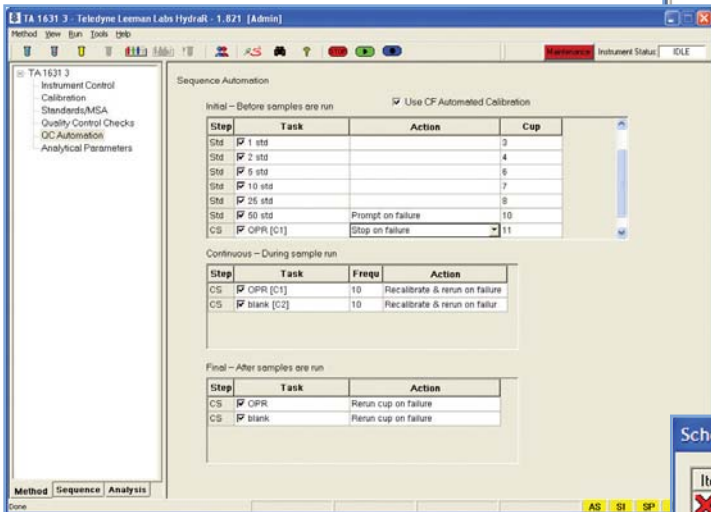 TA 1631 3 - Teledyne Leeman Labs HydraR - 1.821 [Admin]
Method View Run Tools Help
STOP
Maintenance Instrument Status: IDLE
TA 1631 3
Instrument Control
Calibration
Standards/MSA
Quality Control Checks
QC Automation
Analytical Parameters
Sequence Automation
Initial – Before samples are run
Use CF Automated Calibration
Step Task Action Cup
Std 1 std 3
Std 2 std 4
Std 5 std 6
Std 10 std 7
Std 25 std 8
Std 50 std Prompt on failure 10
CS OPR [C1] Stop on failure 11
Continuous – During sample run
Step Task Frequ Action
CS OPR [C1] 10 Recalibrate & rerun on failure
CS blank [C2] 10 Recalibrate & rerun on failur
Final – After samples are run
Step Task Action
CS OPR Rerun cup on failure
CS blank Rerun cup on failure
Method Sequence Analysis
Done
AS SI SP
Sch
It